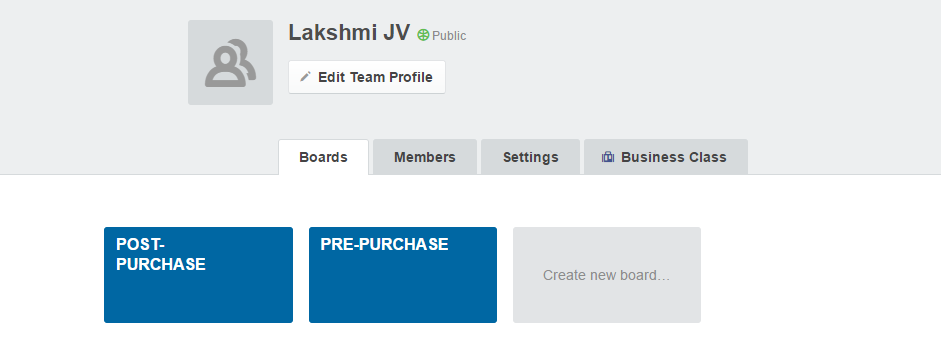 Lakshmi JV Public
Edit Team Profile
Boards Members Settings Business Class
POST-
PURCHASE
PRE-PURCHASE
Create new board…